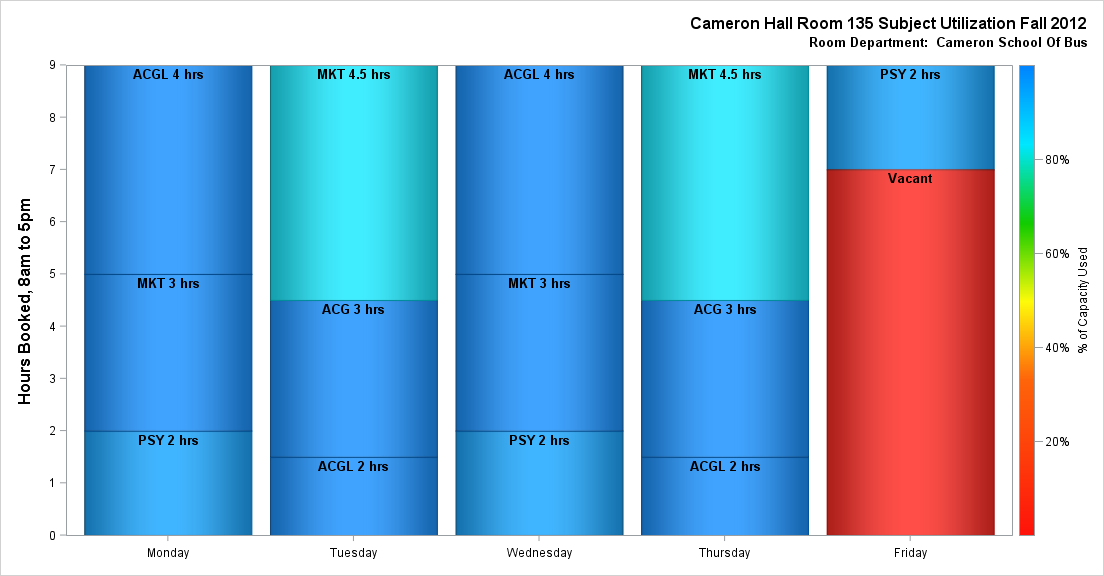 Cameron Hall Room 135 Subject Utilization Fall 2012
Room Department:  Cameron School Of Bus
Hours Booked, 8am to 5pm
9
8
7
6
5
4
3
2
1
0
ACGL 4 hrs
MKT 3 hrs
PSY 2 hrs
MKT 4.5 hrs
ACG 3 hrs
ACGL 2 hrs
ACGL 4 hrs
MKT 3 hrs
PSY 2 hrs
MKT 4.5 hrs
ACG 3 hrs
ACGL 2 hrs
PSY 2 hrs
Vacant
Monday
Tuesday
Wednesday
Thursday
Friday
80%
60%
40%
20%
% of Capacity Used